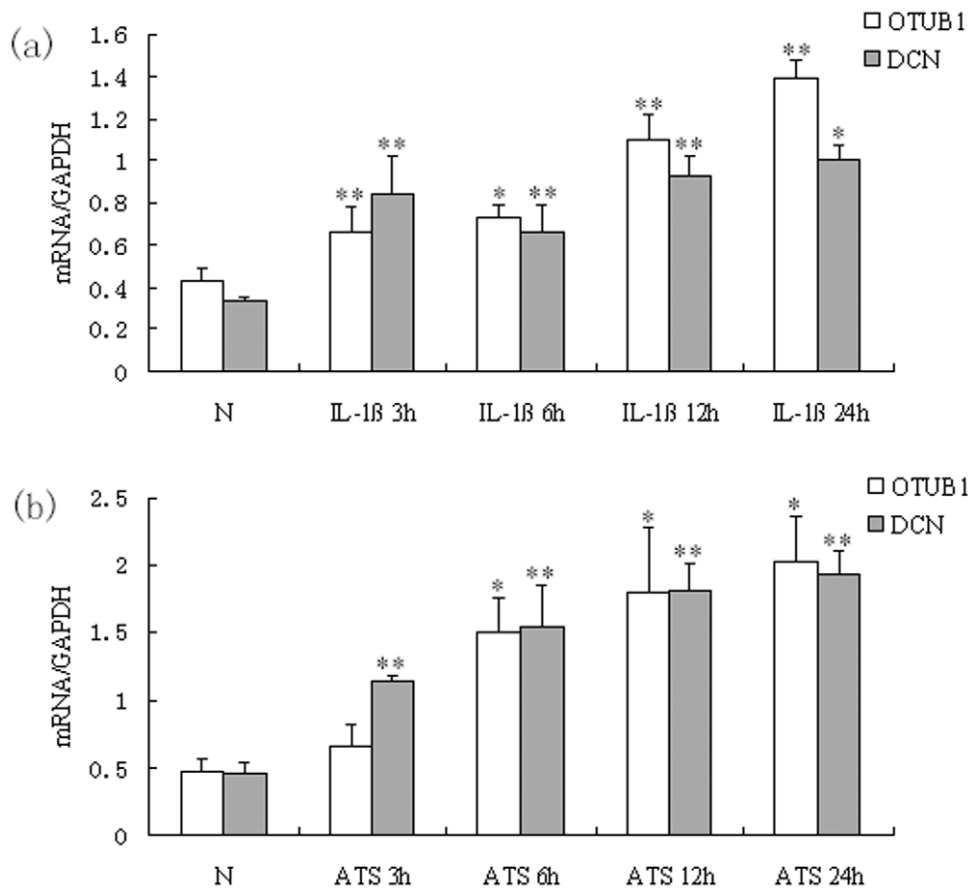 (a)
OTUB1
DCN
mRNA/GAPDH
1.6
1.4
1.2
1
0.8
0.6
0.4
0.2
0
** ** * ** ** ** ** *
N IL-1ß 3h IL-1ß 6h IL-1ß 12h IL-1ß 24h
(b)
OTUB1
DCN
mRNA/GAPDH
2.5
2
1.5
1
0.5
0
** * ** * ** * **
N ATS 3h ATS 6h ATS 12h ATS 24h